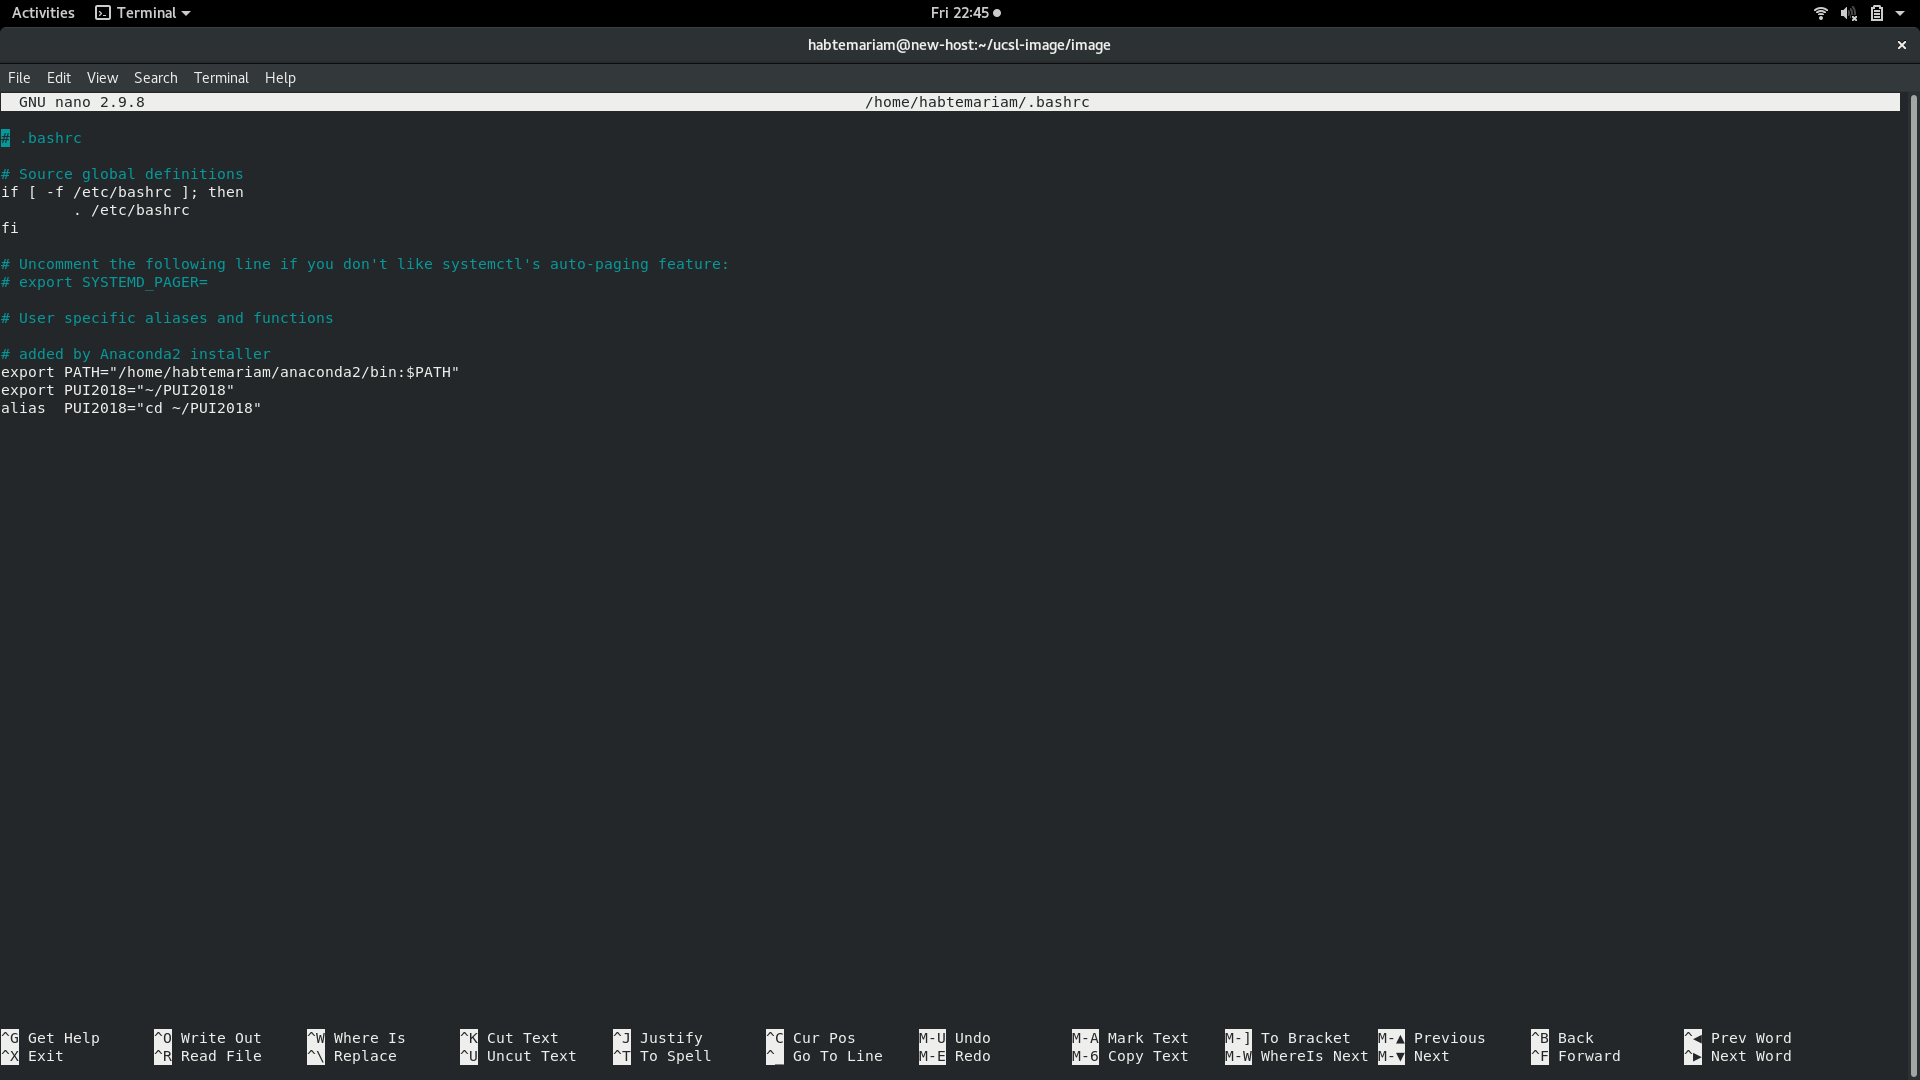 Activities Terminal Fri 22:45
habtemariam@new-host:~/ucsl-image/image
File Edit View Search Terminal Help
GNU nano 2.9.8 /home/habtemariam/.bashrc
# .bashrc
# Source global definitions
if [ -f /etc/bashrc ]; then
        . /etc/bashrc
fi
# Uncomment the following line if you don't like systemctl's auto-paging feature:
# export SYSTEMD_PAGER=
# User specific aliases and functions
# added by Anaconda2 installer
export PATH="/home/habtemariam/anaconda2/bin:$PATH"
export PUI2018="~/PUI2018"
alias  PUI2018="cd ~/PUI2018"
^G Get Help ^O Write Out ^W Where Is ^K Cut Text ^J Justify ^C Cur Pos M-U Undo M-A Mark Text M-] To Bracket M-▲ Previous ^B Back ^◀ Prev Word
^X Exit ^R Read File ^\ Replace ^U Uncut Text ^T To Spell ^_ Go To Line M-E Redo M-6 Copy Text M-W WhereIs Next M-▼ Next ^F Forward ^▶ Next Word